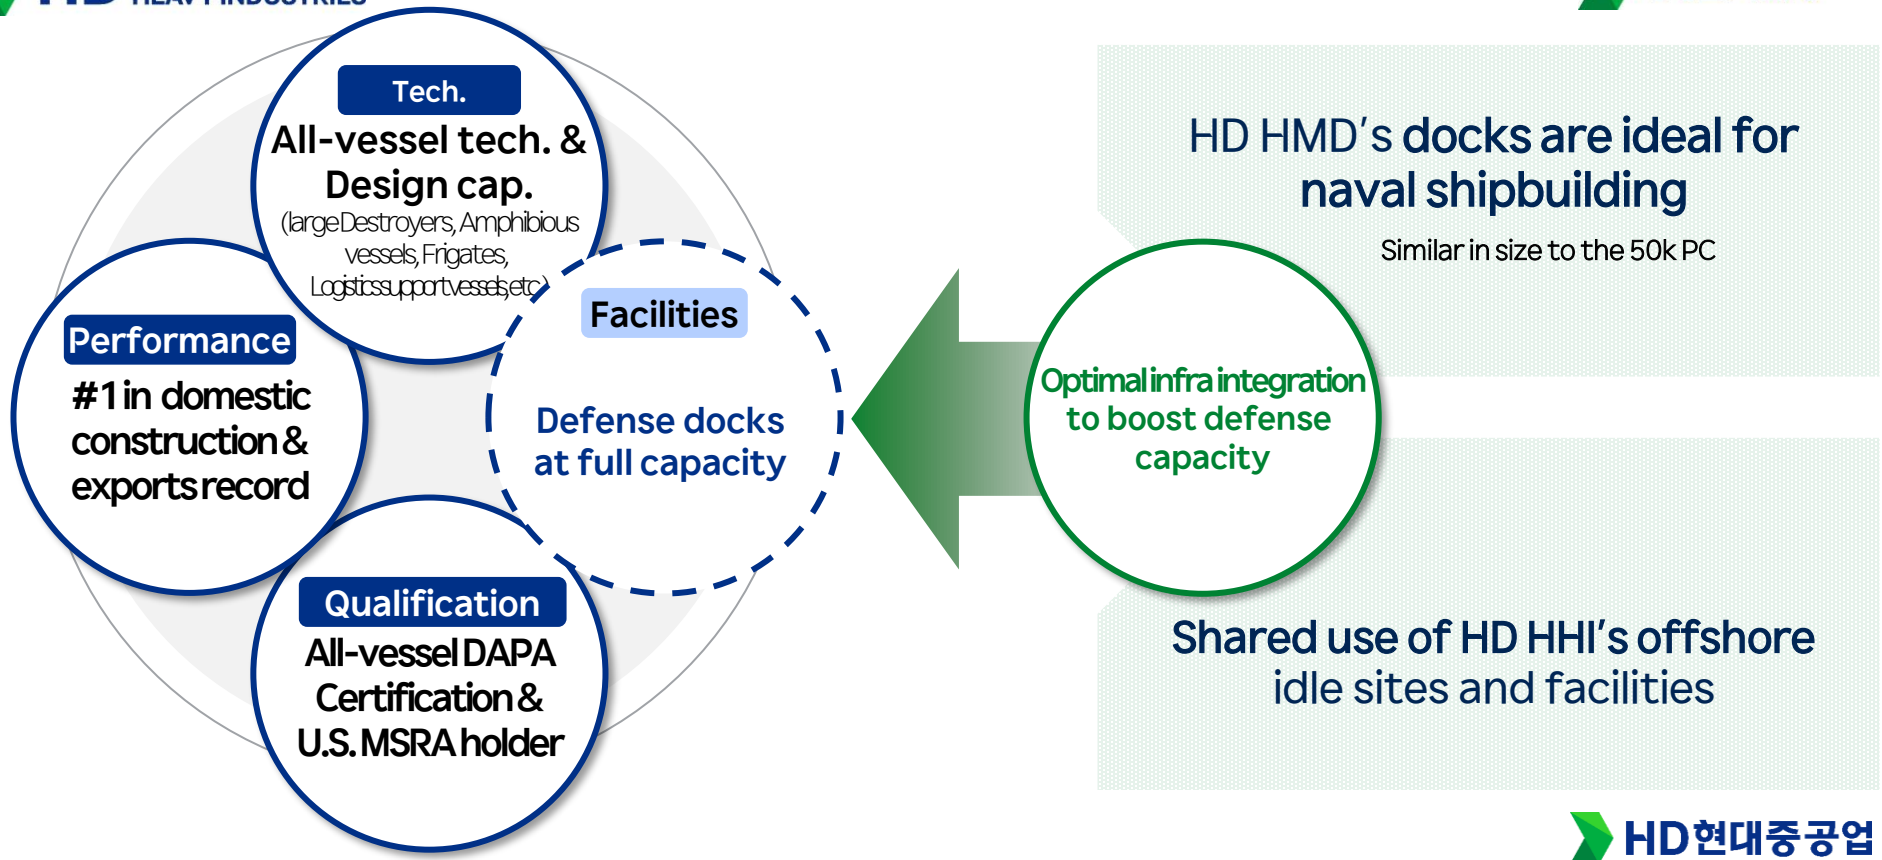 HD HEAVY INDUSTRIES
Tech.
All-vessel tech. &
Design cap.
(large Destroyers, Amphibious
vessels, Frigates,
Logistics support vessels, etc)
Performance
#1 in domestic
construction &
exports record
Qualification
All-vessel DAPA
Certification &
U.S. MSRA holder
Facilities
Defense docks
at full capacity
Optimal infra integration
to boost defense
capacity
HD HMD's docks are ideal for
naval shipbuilding
Similar in size to the 50k PC
Shared use of HD HHI's offshore
idle sites and facilities
HD현대중공업